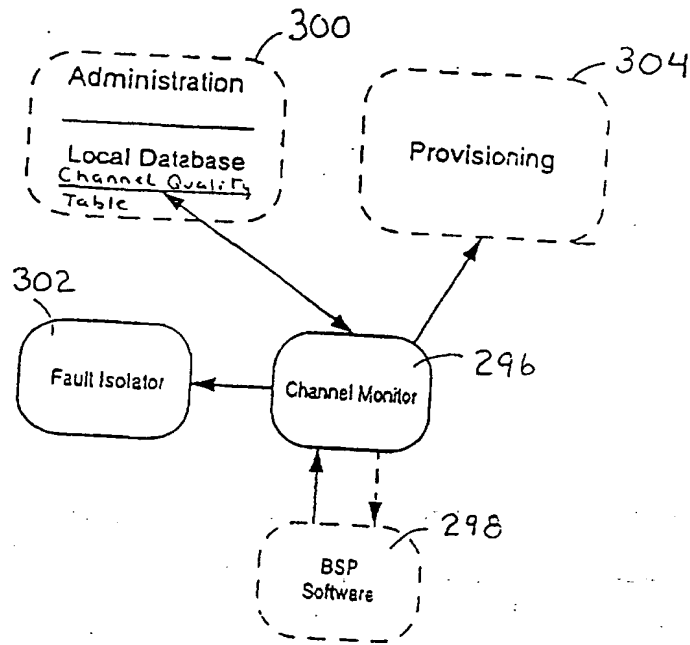 300
304
Administration
Provisioning
Local Database
Channel Quality
Table
302
296
Fault Isolator
Channel Monitor
298
BSP
Software